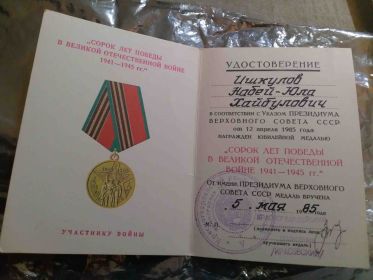 „СОРОК ЛЕТ ПОБЕДЫ
В ВЕЛИКОЙ ОТЕЧЕСТВЕННОЙ ВОЙНЕ
1941—1945 гг."
УЧАСТНИКУ ВОЙНЫ
УДОСТОВЕРЕНИЕ
Ишкулов
Набей-Юла
Хайбулович
В СООТВЕТСТВИИ С УКАЗОМ ПРЕЗИДИУМА
ВЕРХОВНОГО СОВЕТА СССР
ОТ 12 апреля 1985 года
НАГРАЖДЕН ЮБИЛЕЙНОЙ МЕДАЛЬЮ
„СОРОК ЛЕТ ПОБЕДЫ
В ВЕЛИКОЙ ОТЕЧЕСТВЕННОЙ
ВОЙНЕ 1941—1945 гг."
От имени ПРЕЗИДИУМА ВЕРХОВНОГО
СОВЕТА СССР МЕДАЛЬ ВРУЧЕНА
5 мая 1985 года
М.П.